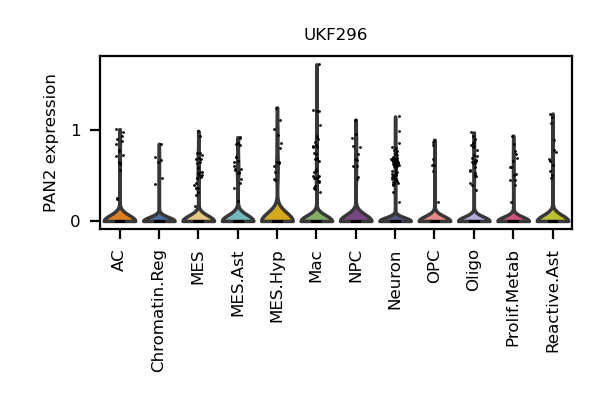 UKF296
PAN2 expression
1
0
AC
Chromatin.Reg
MES
MES.Ast
MES.Hyp
Mac
NPC
Neuron
OPC
Oligo
Prolif.Metab
Reactive.Ast